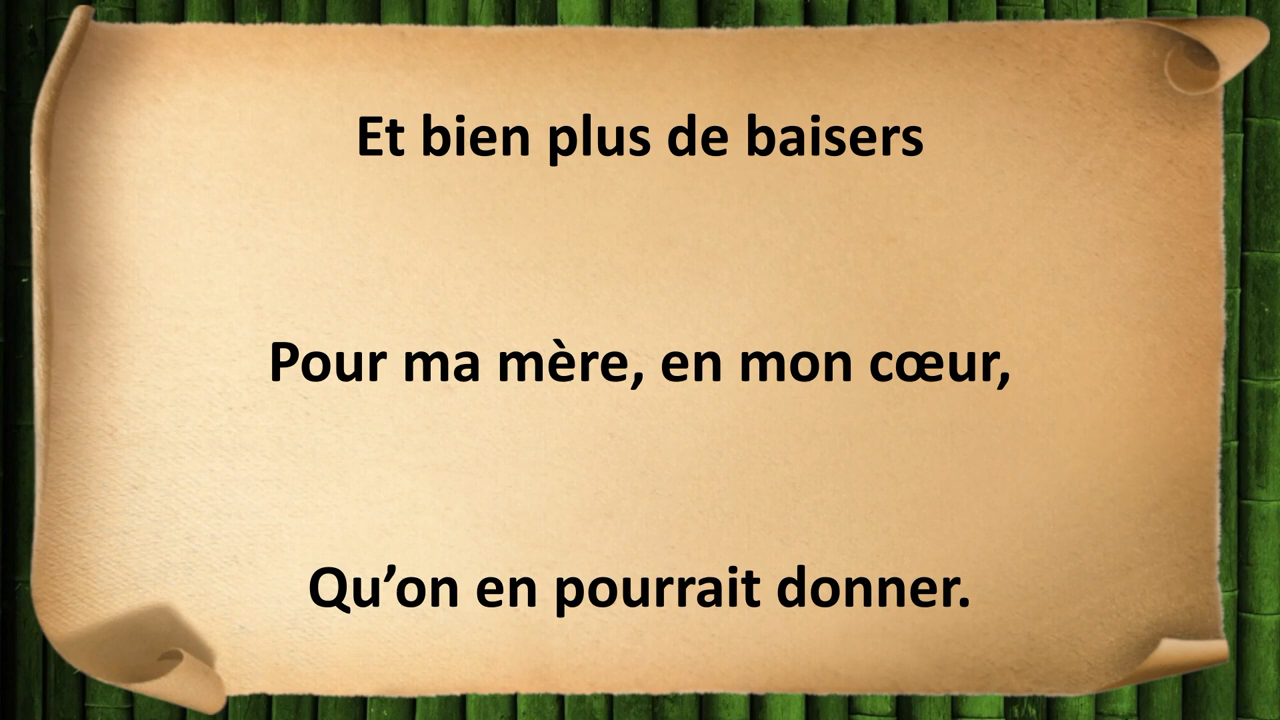 Et bien plus de baisers
Pour ma mère, en mon cœur,
Qu’on en pourrait donner.